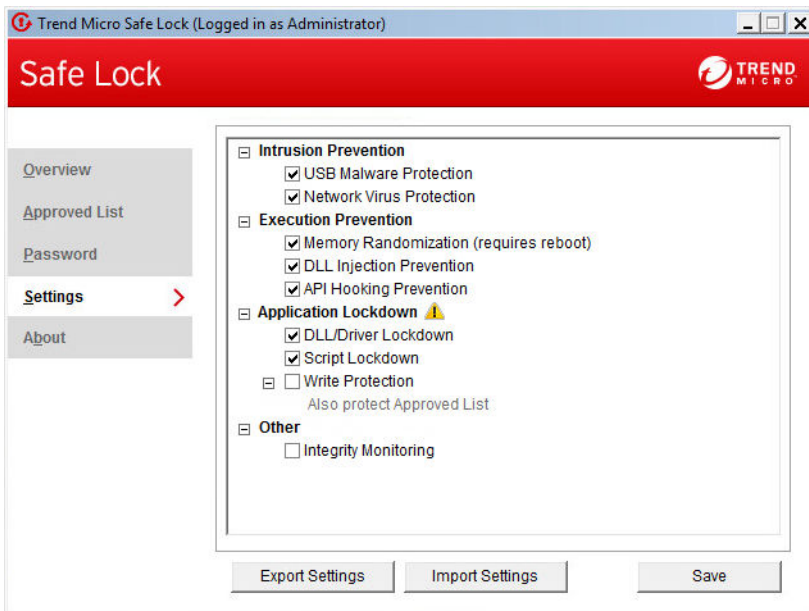 Trend Micro Safe Lock (Logged in as Administrator)
Safe Lock
TREND
MICRO
Overview
Approved List
Password
Settings
About
Intrusion Prevention
USB Malware Protection
Network Virus Protection
Execution Prevention
Memory Randomization (requires reboot)
DLL Injection Prevention
API Hooking Prevention
Application Lockdown
DLL/Driver Lockdown
Script Lockdown
Write Protection
Also protect Approved List
Other
Integrity Monitoring
Export Settings
Import Settings
Save